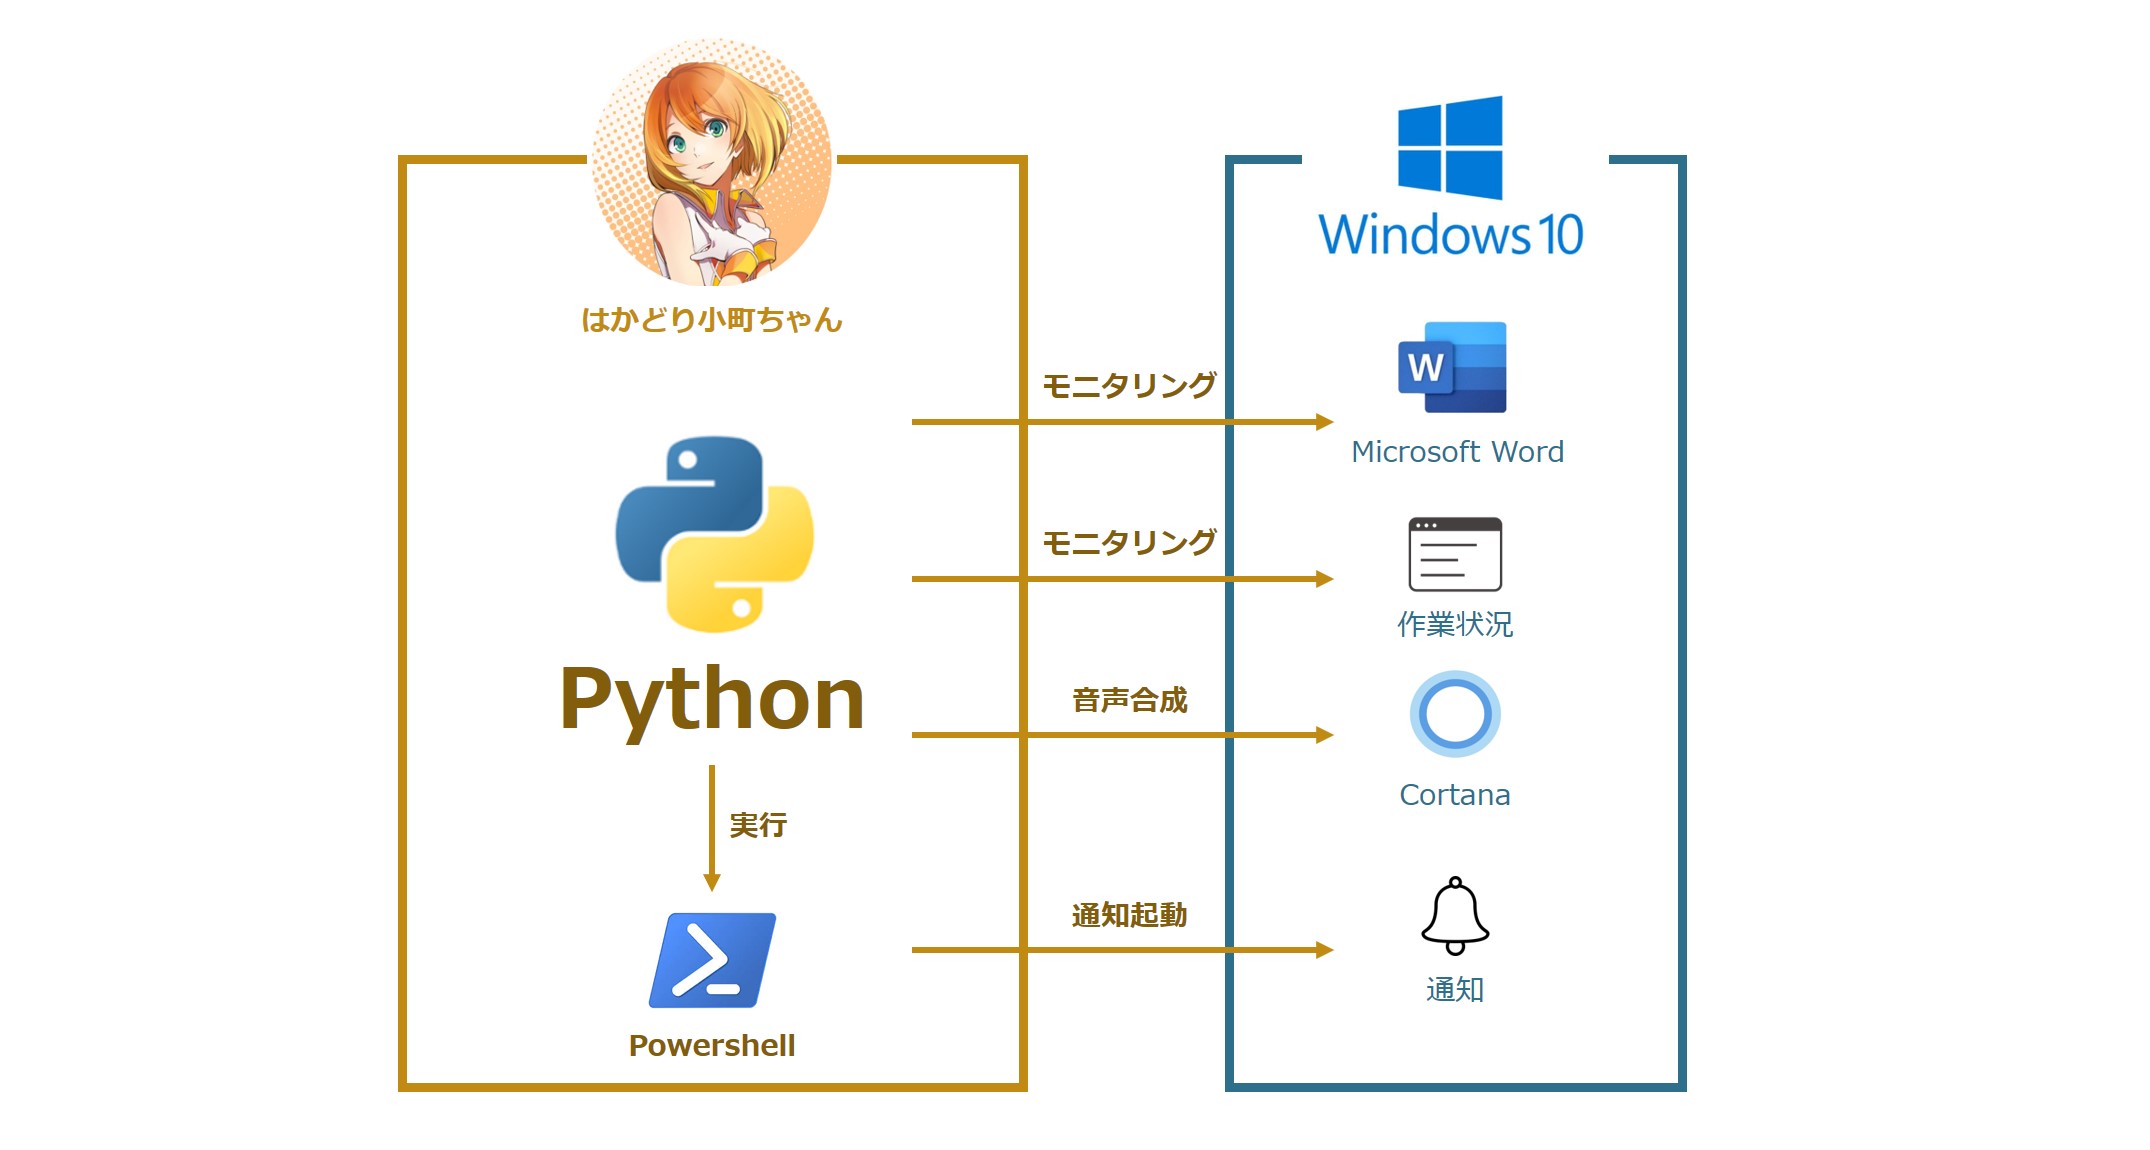 はかどり小町ちゃん
Windows 10
モニタリング
W
Microsoft Word
モニタリング
作業状況
Python
音声合成
Cortana
実行
通知起動
通知
Powershell